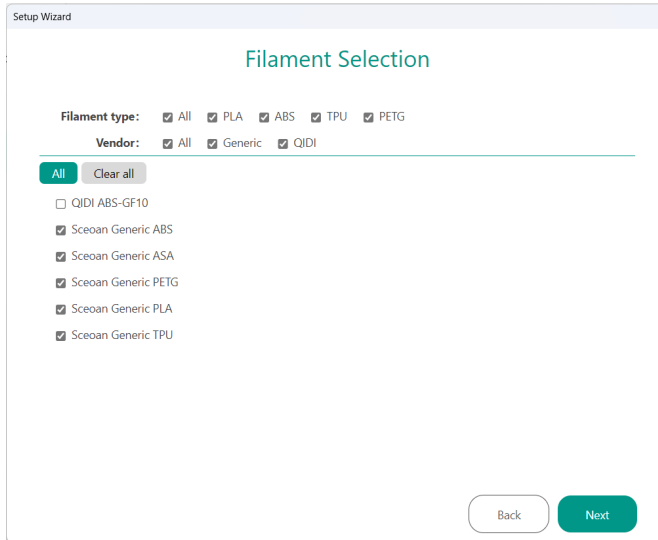 Setup Wizard
Filament Selection
Filament type: All PLA ABS TPU PETG
Vendor: All Generic QIDI
All Clear all
QIDI ABS-GF10
Sceoan Generic ABS
Sceoan Generic ASA
Sceoan Generic PETG
Sceoan Generic PLA
Sceoan Generic TPU
Back Next